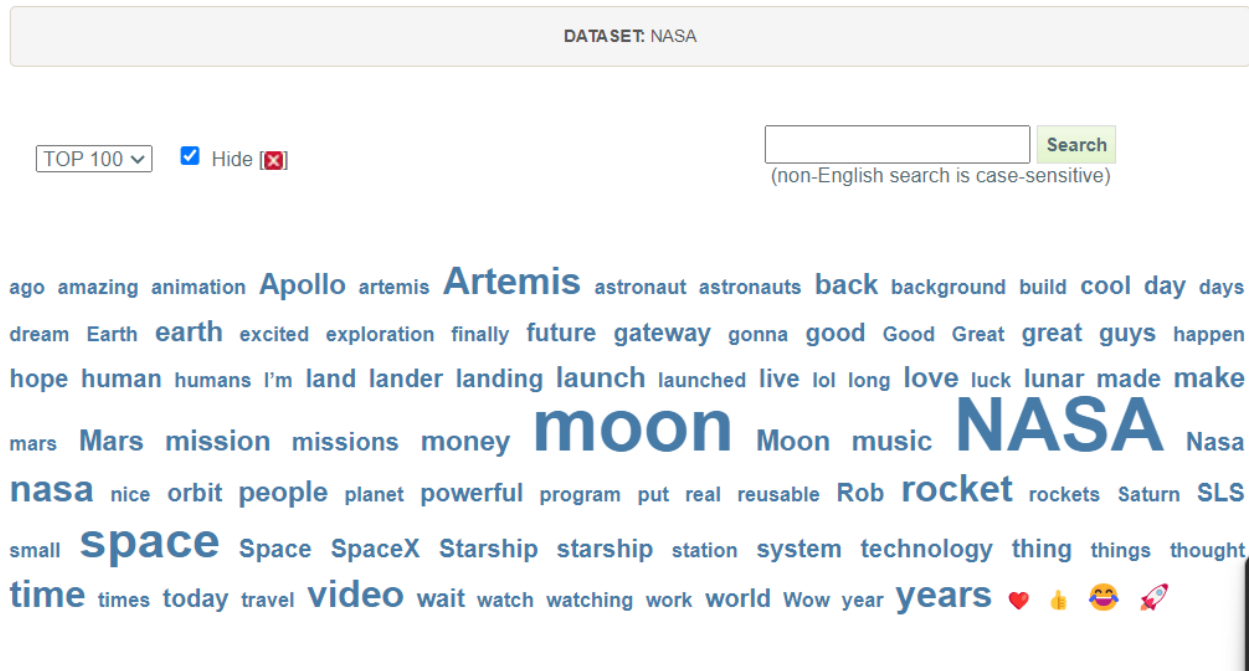 DATASET: NASA
TOP 100 Hide [❌] Search
(non-English search is case-sensitive)
ago amazing animation Apollo artemis Artemis astronaut astronauts back background build cool day days
dream Earth earth excited exploration finally future gateway gonna good Good Great great guys happen
hope human humans I’m land lander landing launch launched live lol long love luck lunar made make
mars Mars mission missions money moon Moon music NASA Nasa
nasa nice orbit people planet powerful program put real reusable Rob rocket rockets Saturn SLS
small space Space SpaceX Starship starship station system technology thing things thought
time times today travel video wait watch watching work world Wow year years ❤️ 👍 😂 🚀